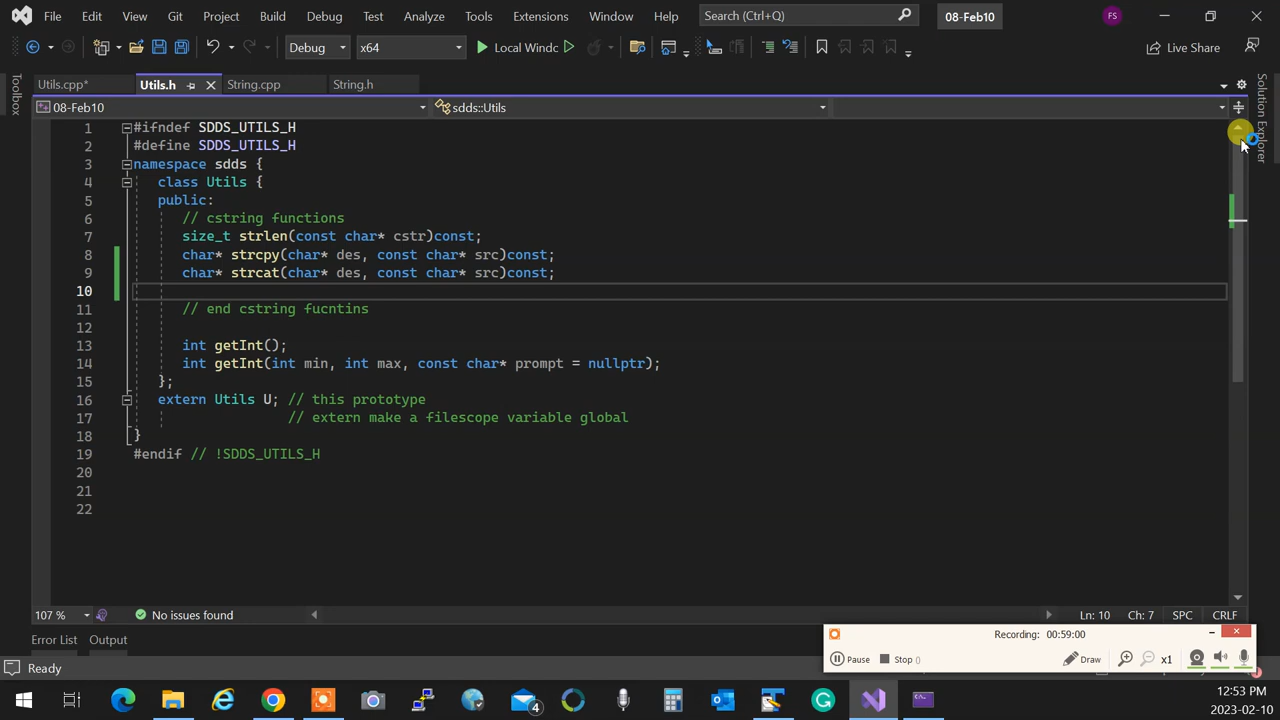 File Edit View Git Project Build Debug Test Analyze Tools Extensions Window Help Search (Ctrl+Q) 08-Feb10 FS
Debug x64 Local Windc Live Share
Utils.cpp* Utils.h String.cpp String.h
08-Feb10 sdds::Utils
Toolbox
Solution Explorer
1 #ifndef SDDS_UTILS_H
2 #define SDDS_UTILS_H
3 namespace sdds {
4 class Utils {
5 public:
6 // cstring functions
7 size_t strlen(const char* cstr)const;
8 char* strcpy(char* des, const char* src)const;
9 char* strcat(char* des, const char* src)const;
10
11 // end cstring fucntins
12
13 int getInt();
14 int getInt(int min, int max, const char* prompt = nullptr);
15 };
16 extern Utils U; // this prototype
17 // extern make a filescope variable global
18 }
19 #endif // !SDDS_UTILS_H
20
21
22
107 % No issues found Ln: 10 Ch: 7 SPC CRLF
Error List Output
Recording: 00:59:00
Pause Stop () Draw x1
Ready
4
12:53 PM
2023-02-10